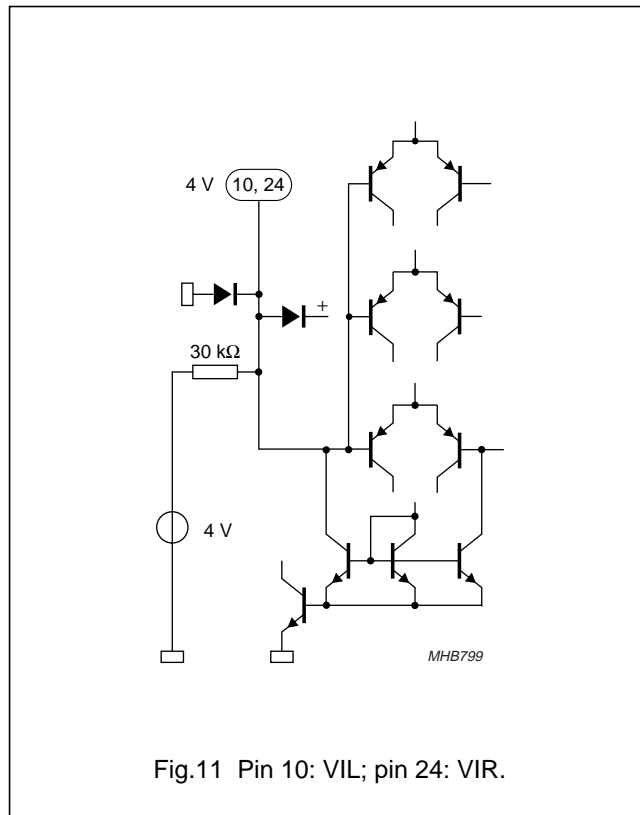 4 V 10, 24
+
30 kΩ
4 V
MHB799
Fig.11 Pin 10: VIL; pin 24: VIR.